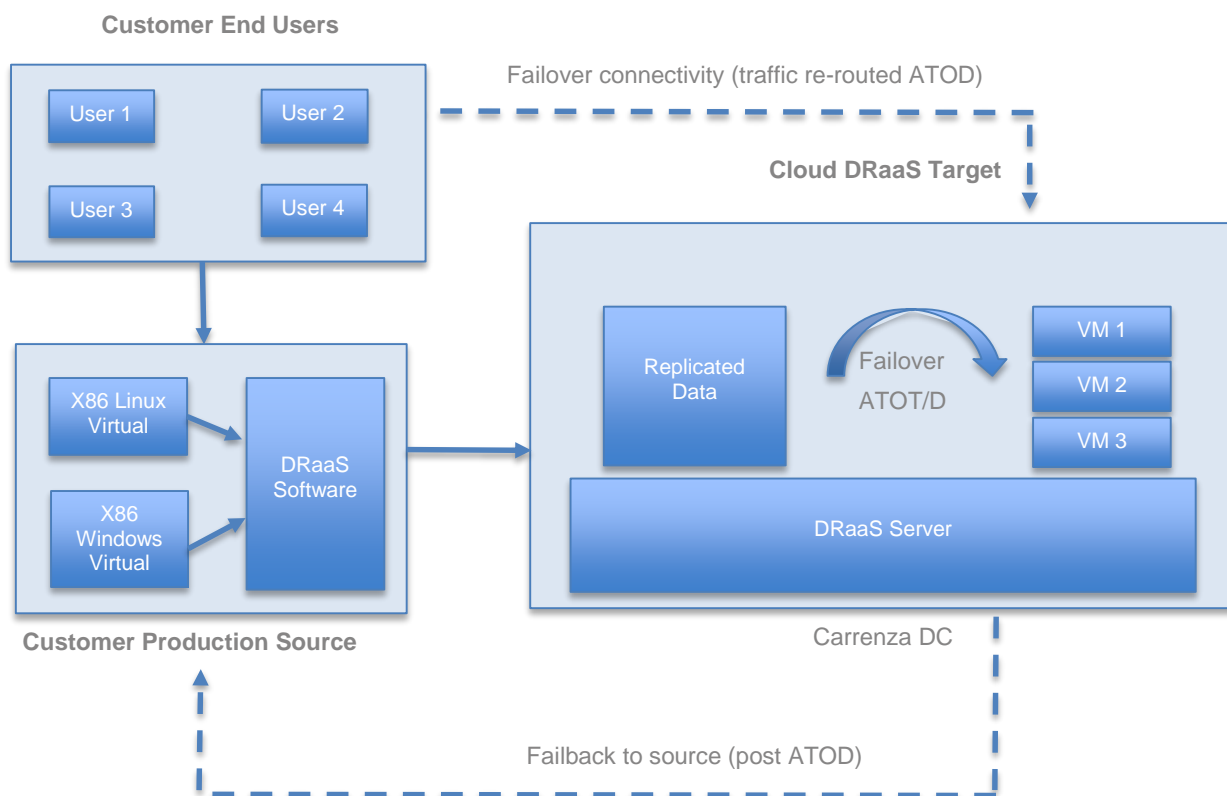 Customer End Users
User 1
User 2
User 3
User 4
Failover connectivity (traffic re-routed ATOD)
Cloud DRaaS Target
X86 Linux
Virtual
X86
Windows
Virtual
DRaaS
Software
Customer Production Source
Replicated
Data
Failover
ATOT/D
VM 1
VM 2
VM 3
DRaaS Server
Carrenza DC
Failback to source (post ATOD)